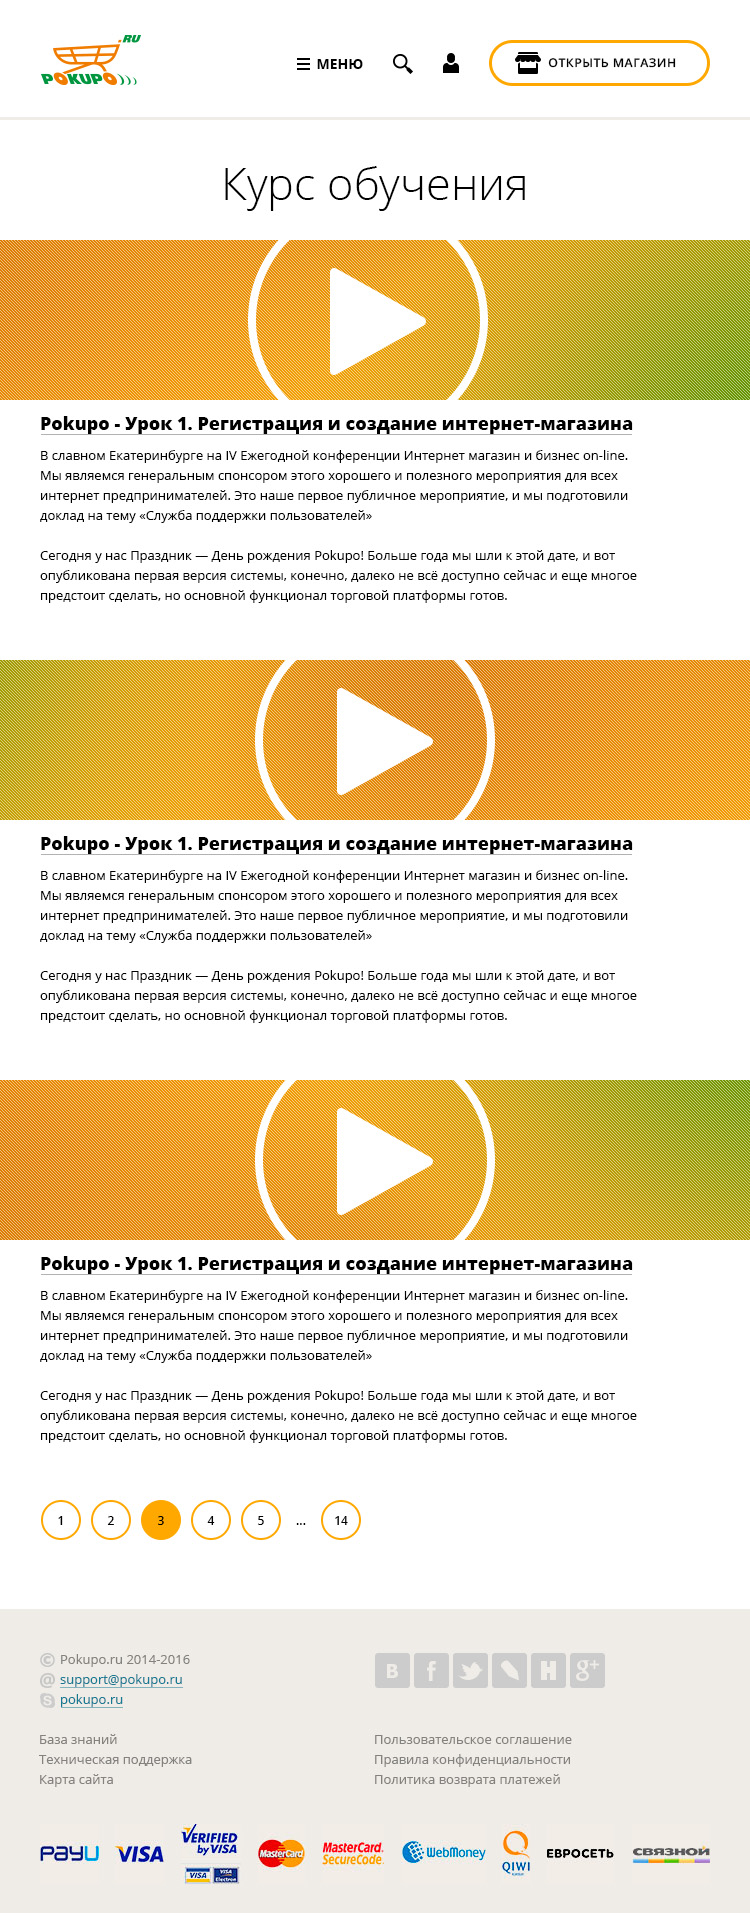 POKUPO.RU
МЕНЮ
ОТКРЫТЬ МАГАЗИН
Курс обучения
Pokupo - Урок 1. Регистрация и создание интернет-магазина
В славном Екатеринбурге на IV Ежегодной конференции Интернет магазин и бизнес on-line.
Мы являемся генеральным спонсором этого хорошего и полезного мероприятия для всех
интернет предпринимателей. Это наше первое публичное мероприятие, и мы подготовили
доклад на тему «Служба поддержки пользователей»
Сегодня у нас Праздник — День рождения Pokupo! Больше года мы шли к этой дате, и вот
опубликована первая версия системы, конечно, далеко не всё доступно сейчас и еще многое
предстоит сделать, но основной функционал торговой платформы готов.
Pokupo - Урок 1. Регистрация и создание интернет-магазина
В славном Екатеринбурге на IV Ежегодной конференции Интернет магазин и бизнес on-line.
Мы являемся генеральным спонсором этого хорошего и полезного мероприятия для всех
интернет предпринимателей. Это наше первое публичное мероприятие, и мы подготовили
доклад на тему «Служба поддержки пользователей»
Сегодня у нас Праздник — День рождения Pokupo! Больше года мы шли к этой дате, и вот
опубликована первая версия системы, конечно, далеко не всё доступно сейчас и еще многое
предстоит сделать, но основной функционал торговой платформы готов.
Pokupo - Урок 1. Регистрация и создание интернет-магазина
В славном Екатеринбурге на IV Ежегодной конференции Интернет магазин и бизнес on-line.
Мы являемся генеральным спонсором этого хорошего и полезного мероприятия для всех
интернет предпринимателей. Это наше первое публичное мероприятие, и мы подготовили
доклад на тему «Служба поддержки пользователей»
Сегодня у нас Праздник — День рождения Pokupo! Больше года мы шли к этой дате, и вот
опубликована первая версия системы, конечно, далеко не всё доступно сейчас и еще многое
предстоит сделать, но основной функционал торговой платформы готов.
1 2 3 4 5 ... 14
© Pokupo.ru 2014-2016
@ support@pokupo.ru
pokupo.ru
В f H g+
База знаний
Техническая поддержка
Карта сайта
Пользовательское соглашение
Правила конфиденциальности
Политика возврата платежей
PayU
VISA
VERIFIED
by VISA
VISA
VISA
Electron
MasterCard
MasterCard.
SecureCode.
WebMoney
QIWI
ЕВРОСЕТЬ
СВЯЗНОЙ